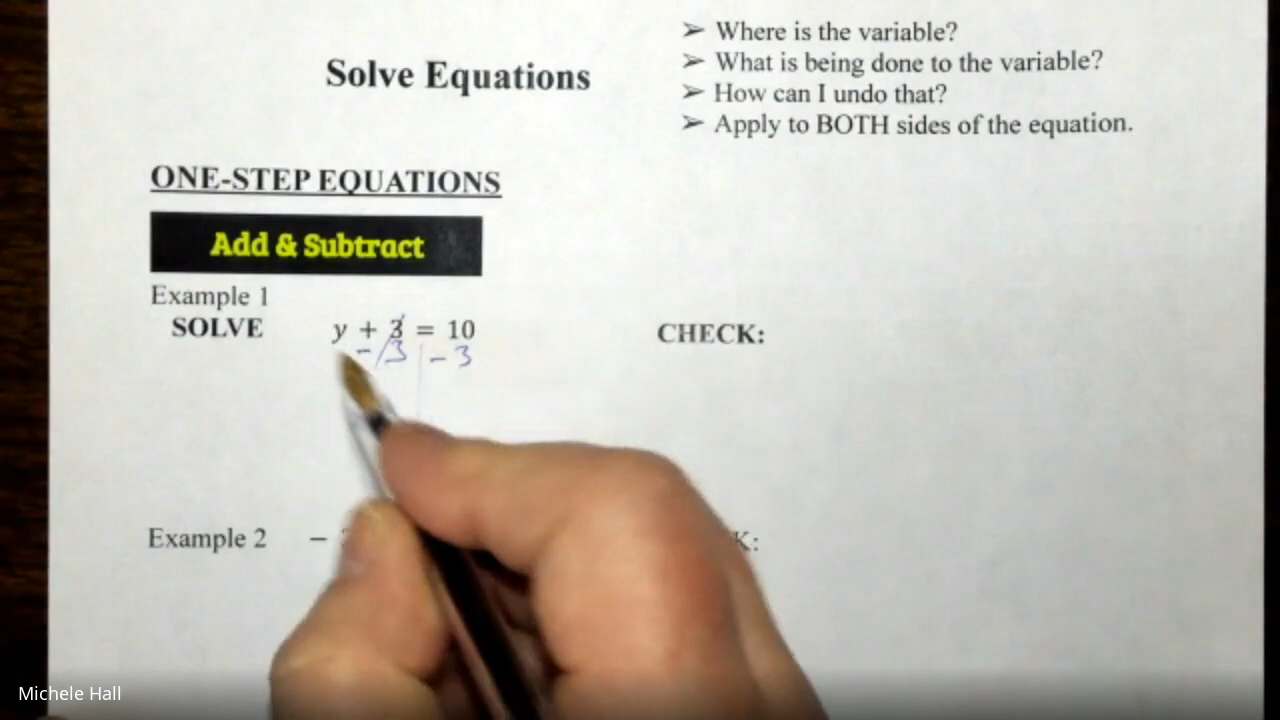 Solve Equations
➢ Where is the variable?
➢ What is being done to the variable?
➢ How can I undo that?
➢ Apply to BOTH sides of the equation.
ONE-STEP EQUATIONS
Add & Subtract
Example 1
SOLVE y + 3 = 10 CHECK:
- 3 - 3
Example 2 − K:
Michele Hall